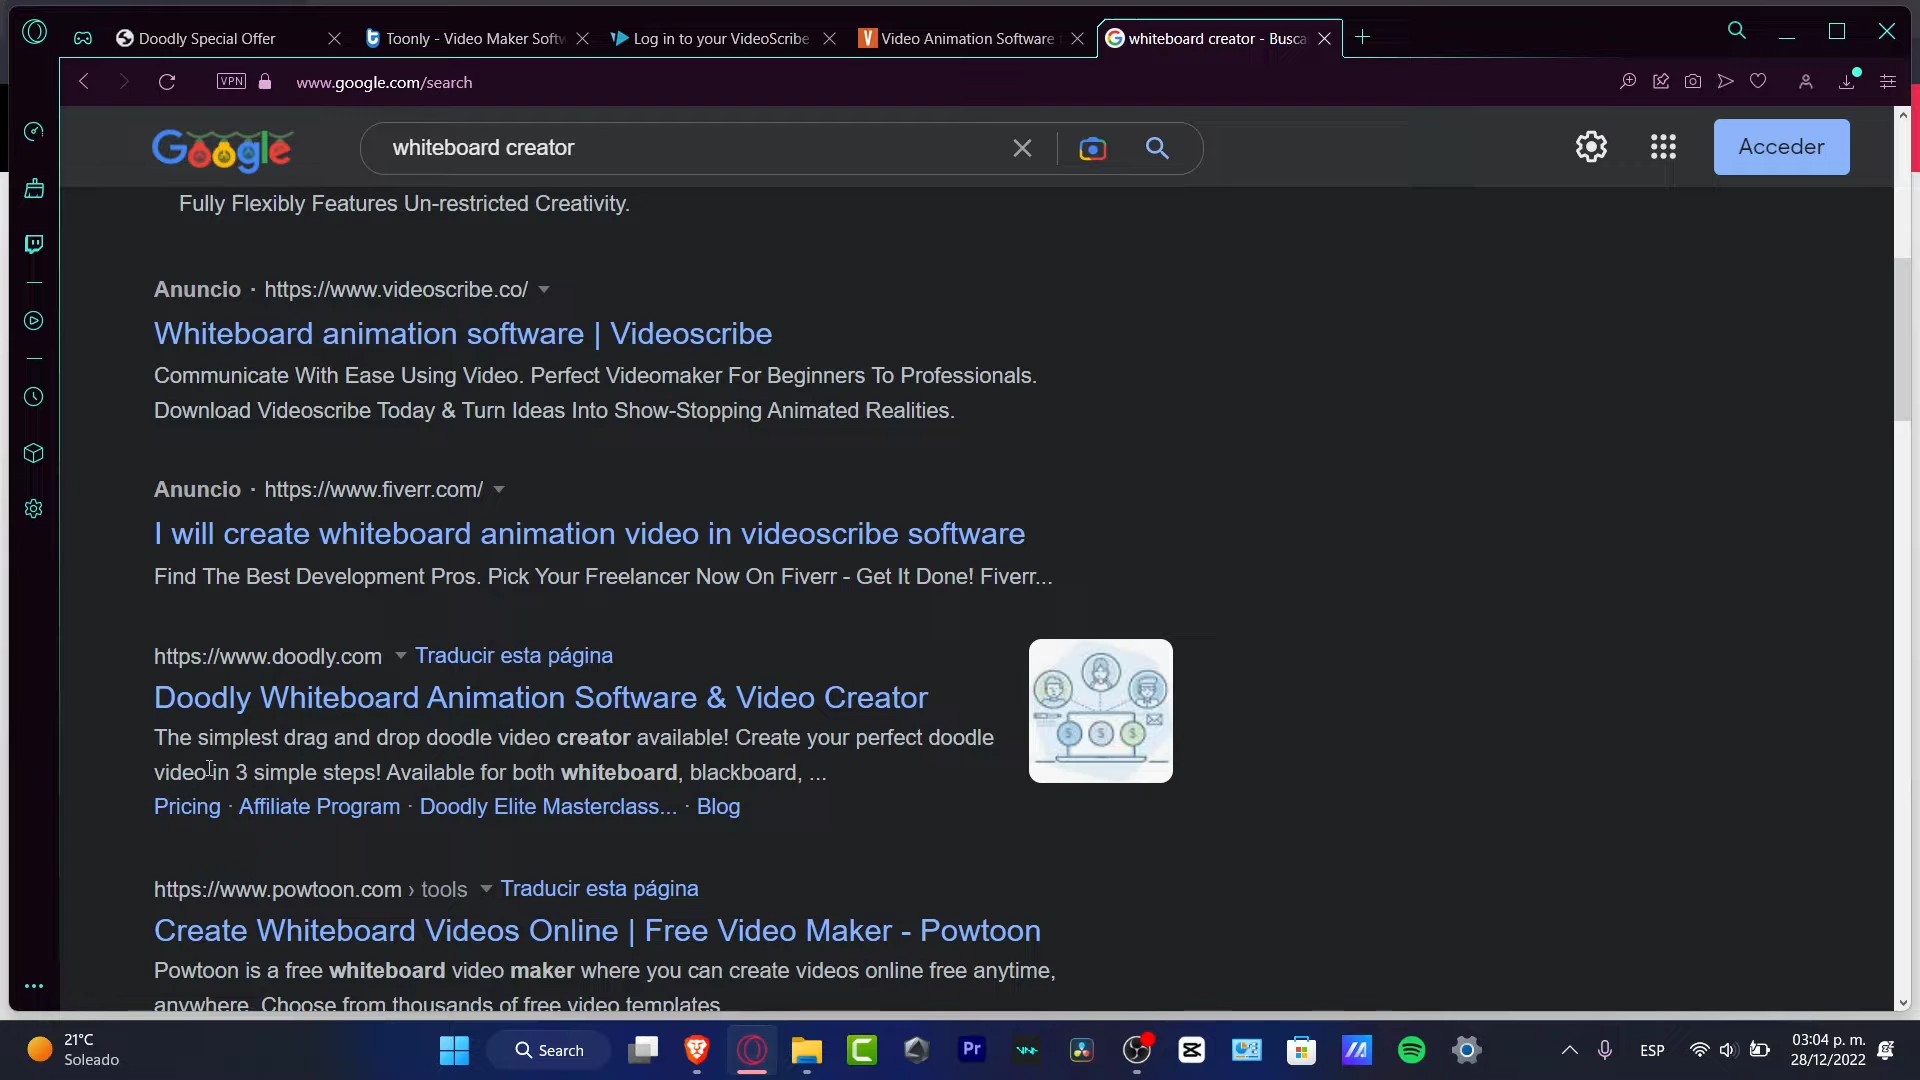 Doodly Special Offer
Toonly - Video Maker Softw
Log in to your VideoScribe
Video Animation Software
whiteboard creator - Busca
VPN
www.google.com/search
Google
whiteboard creator
Acceder
Fully Flexibly Features Un-restricted Creativity.
Anuncio · https://www.videoscribe.co/
Whiteboard animation software | Videoscribe
Communicate With Ease Using Video. Perfect Videomaker For Beginners To Professionals.
Download Videoscribe Today & Turn Ideas Into Show-Stopping Animated Realities.
Anuncio · https://www.fiverr.com/
I will create whiteboard animation video in videoscribe software
Find The Best Development Pros. Pick Your Freelancer Now On Fiverr - Get It Done! Fiverr...
https://www.doodly.com Traducir esta página
Doodly Whiteboard Animation Software & Video Creator
The simplest drag and drop doodle video creator available! Create your perfect doodle
video in 3 simple steps! Available for both whiteboard, blackboard, ...
Pricing · Affiliate Program · Doodly Elite Masterclass... · Blog
https://www.powtoon.com › tools Traducir esta página
Create Whiteboard Videos Online | Free Video Maker - Powtoon
Powtoon is a free whiteboard video maker where you can create videos online free anytime,
anywhere. Choose from thousands of free video templates
21°C
Soleado
Search
Pr
ESP
03:04 p. m.
28/12/2022